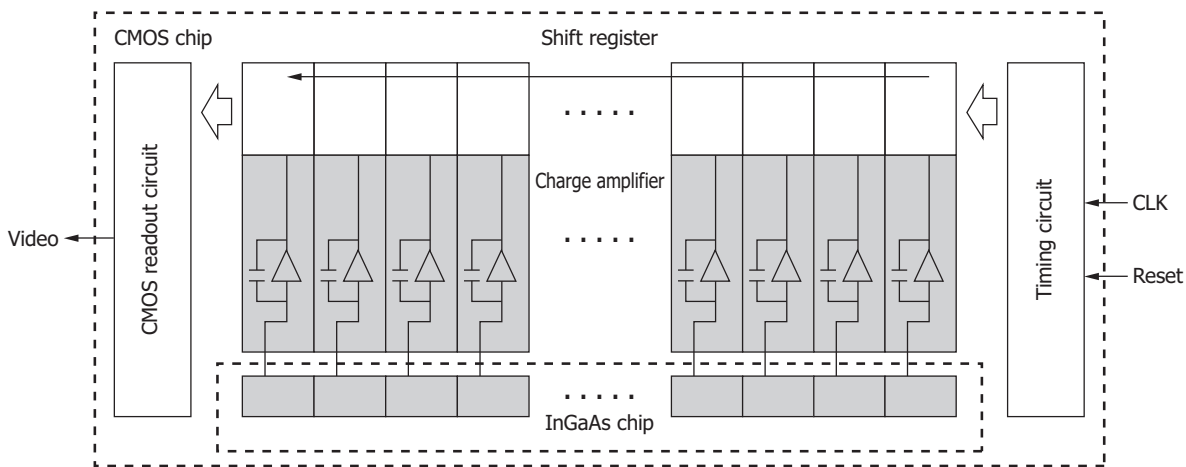 CMOS chip
Shift register
CMOS readout circuit
Charge amplifier
Timing circuit
CLK
Video
Reset
InGaAs chip